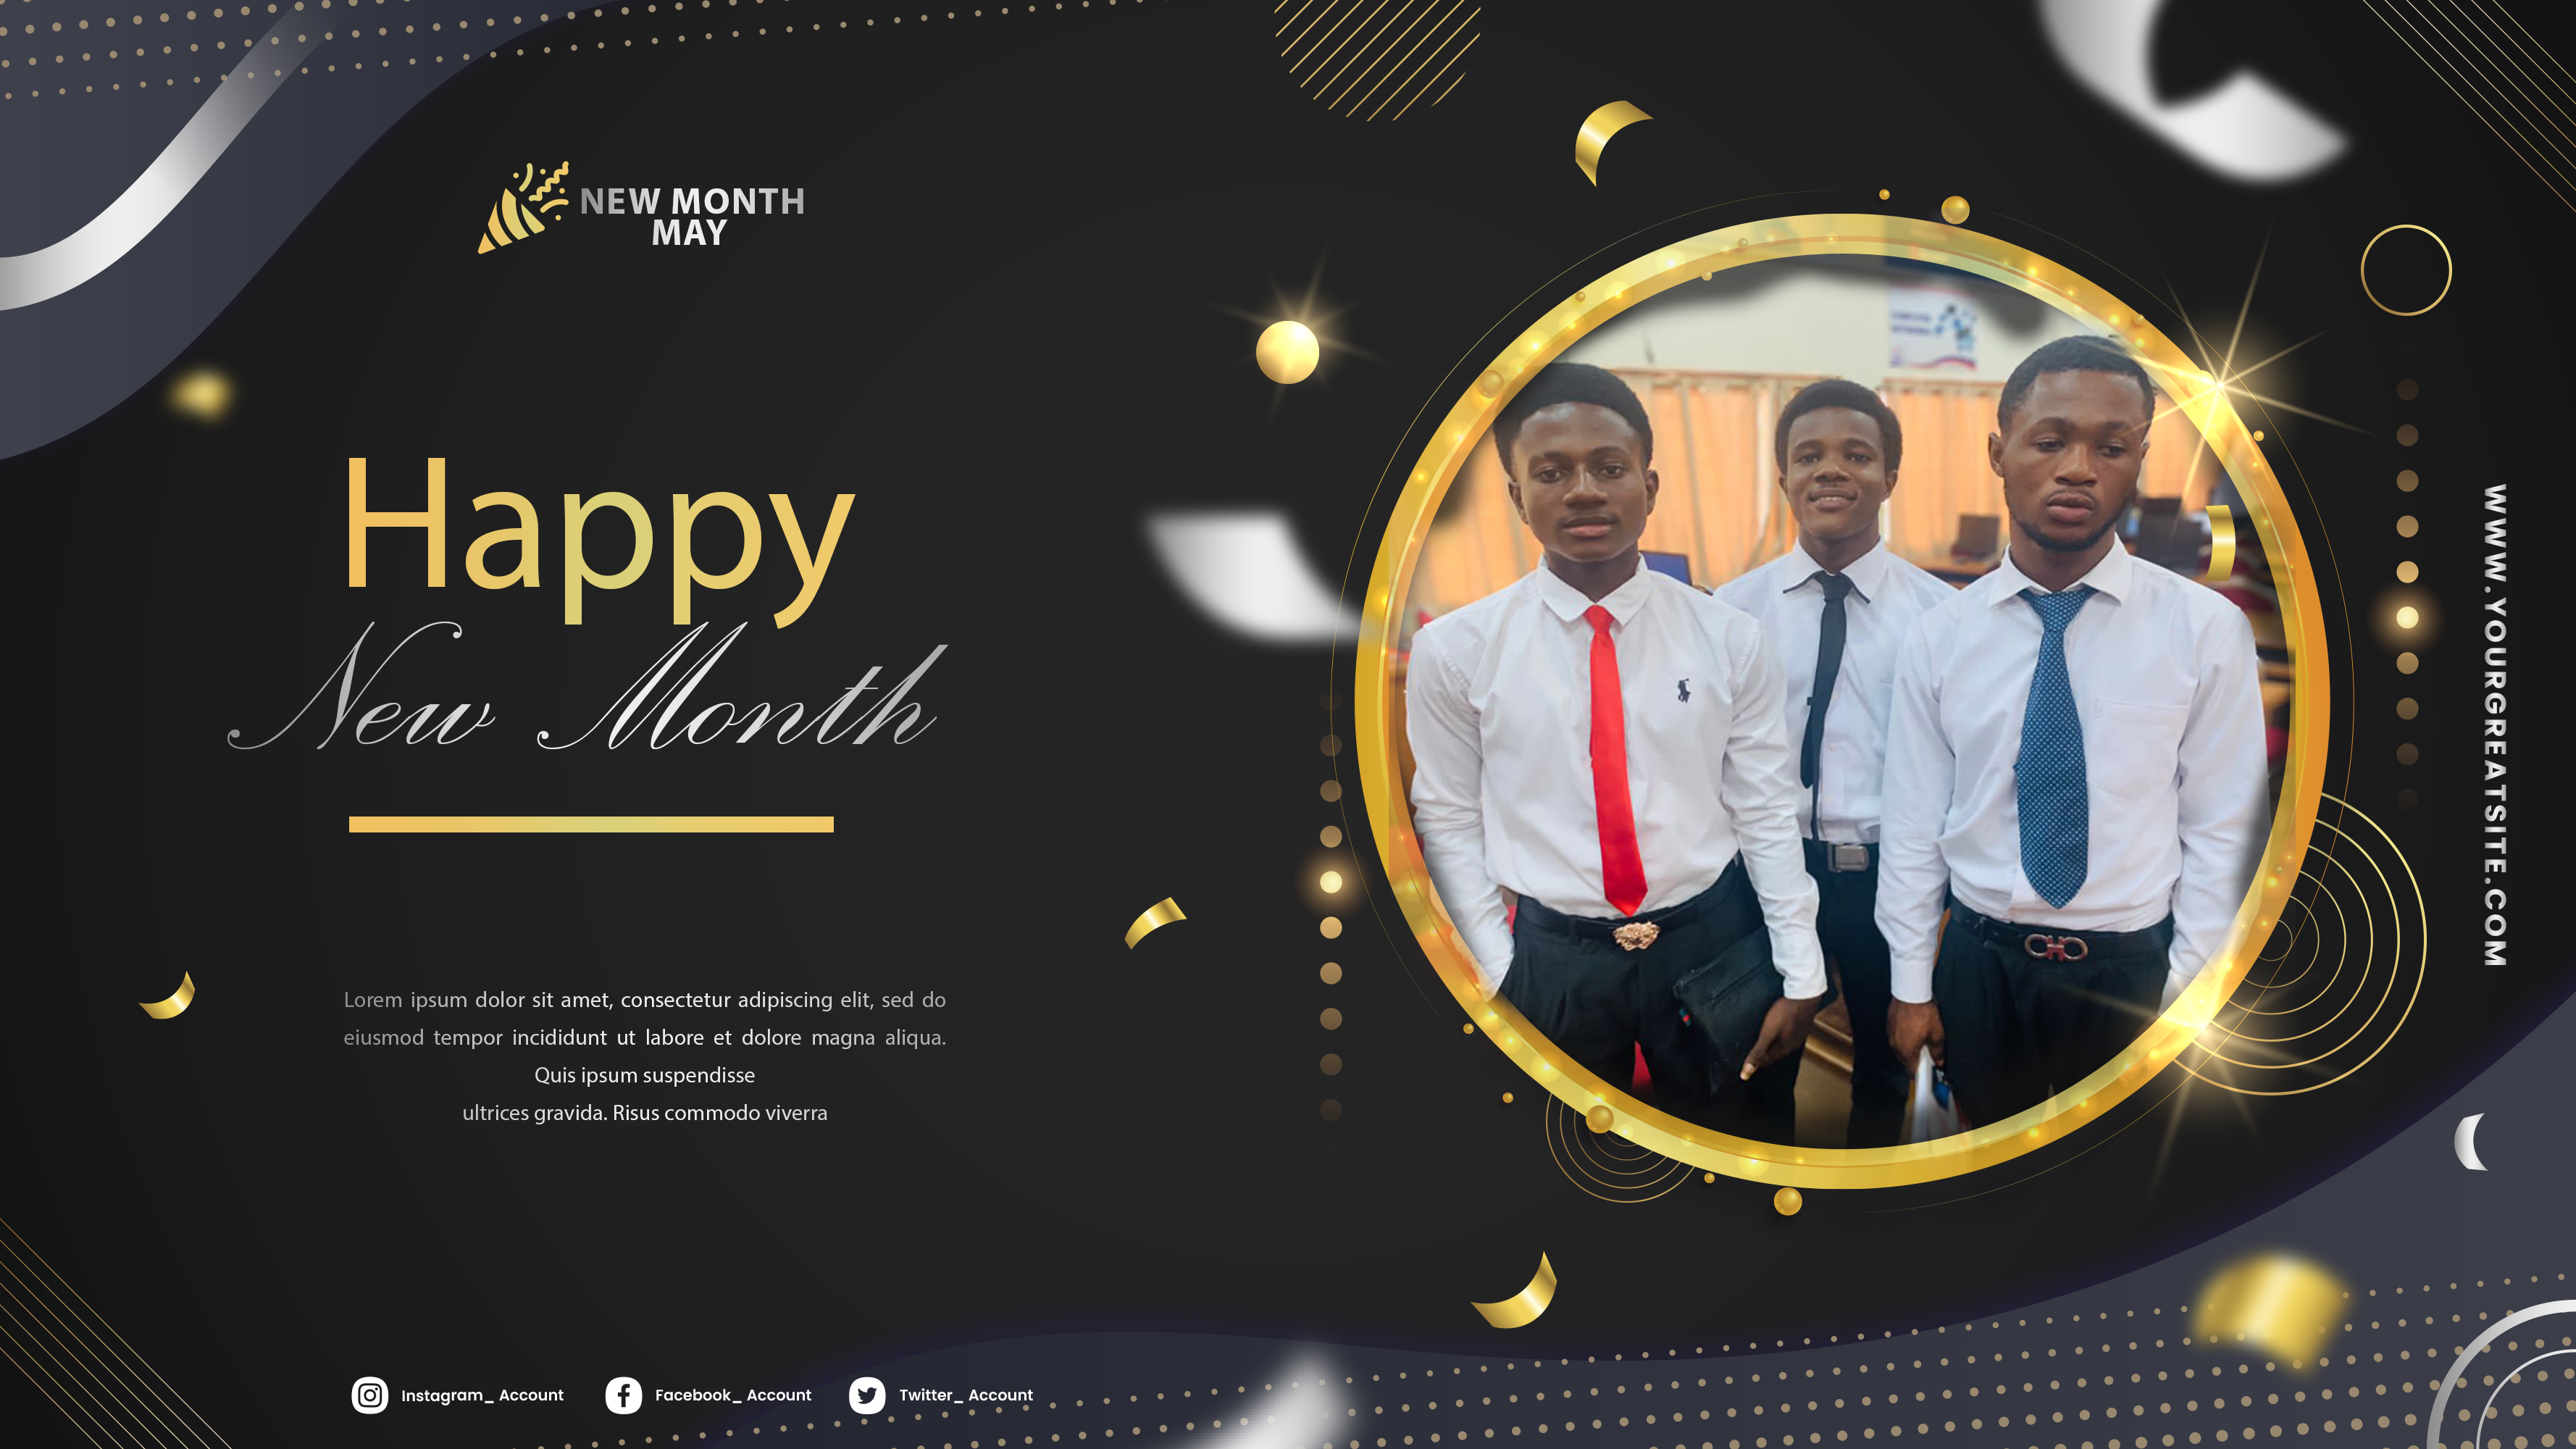 NEW MONTH
MAY
Happy
New Month
Lorem ipsum dolor sit amet, consectetur adipiscing elit, sed do
eiusmod tempor incididunt ut labore et dolore magna aliqua.
Quis ipsum suspendisse
ultrices gravida. Risus commodo viverra
Instagram_ Account
Facebook_ Account
Twitter_ Account
WWW.YOURGREATSITE.COM